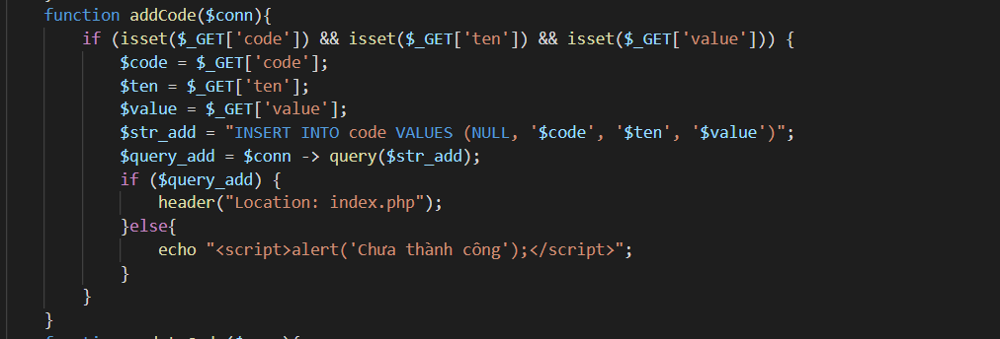 function addCode($conn){
if (isset($_GET['code']) && isset($_GET['ten']) && isset($_GET['value'])) {
$code = $_GET['code'];
$ten = $_GET['ten'];
$value = $_GET['value'];
$str_add = "INSERT INTO code VALUES (NULL, '$code', '$ten', '$value')";
$query_add = $conn -> query($str_add);
if ($query_add) {
header("Location: index.php");
}else{
echo "<script>alert('Chưa thành công');</script>";
}
}
}